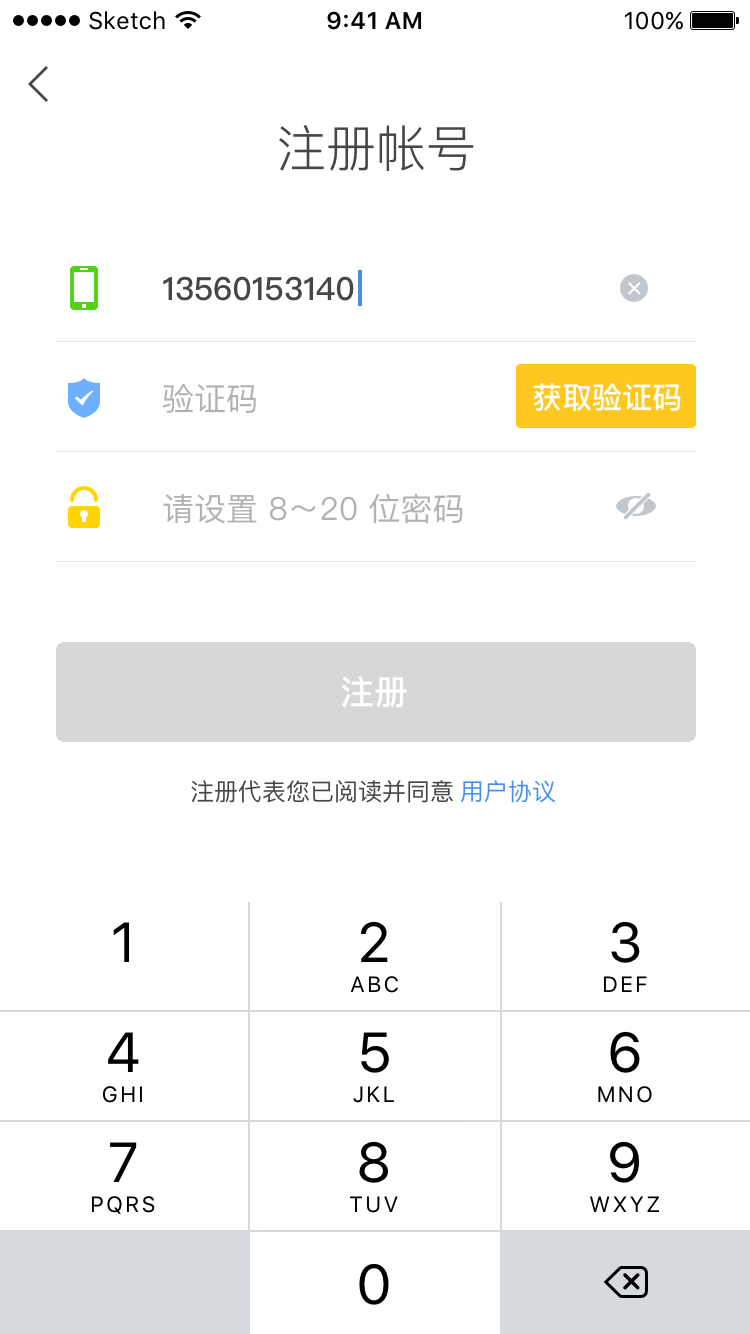 Sketch 9:41 AM 100%
注册帐号
13560153140
验证码 获取验证码
请设置 8～20 位密码
注册
注册代表您已阅读并同意 用户协议
1 2 3
ABC DEF
4 5 6
GHI JKL MNO
7 8 9
PQRS TUV WXYZ
0